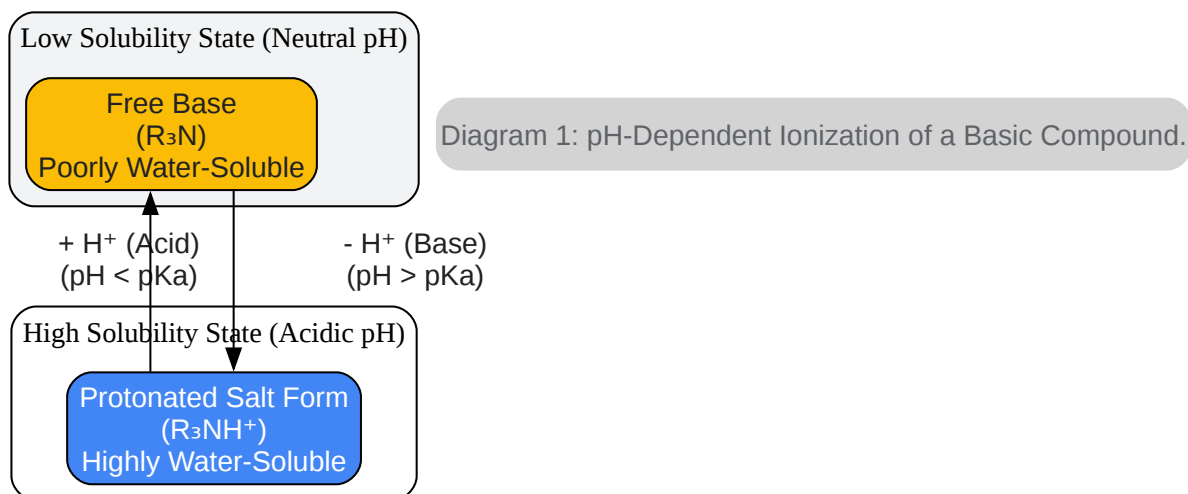 Low Solubility State (Neutral pH)
Free Base
(R₃N)
Poorly Water-Soluble
Diagram 1: pH-Dependent Ionization of a Basic Compound.
+ H⁺ (Acid)
(pH < pKa)
- H⁺ (Base)
(pH > pKa)
High Solubility State (Acidic pH)
Protonated Salt Form
(R₃NH⁺)
Highly Water-Soluble